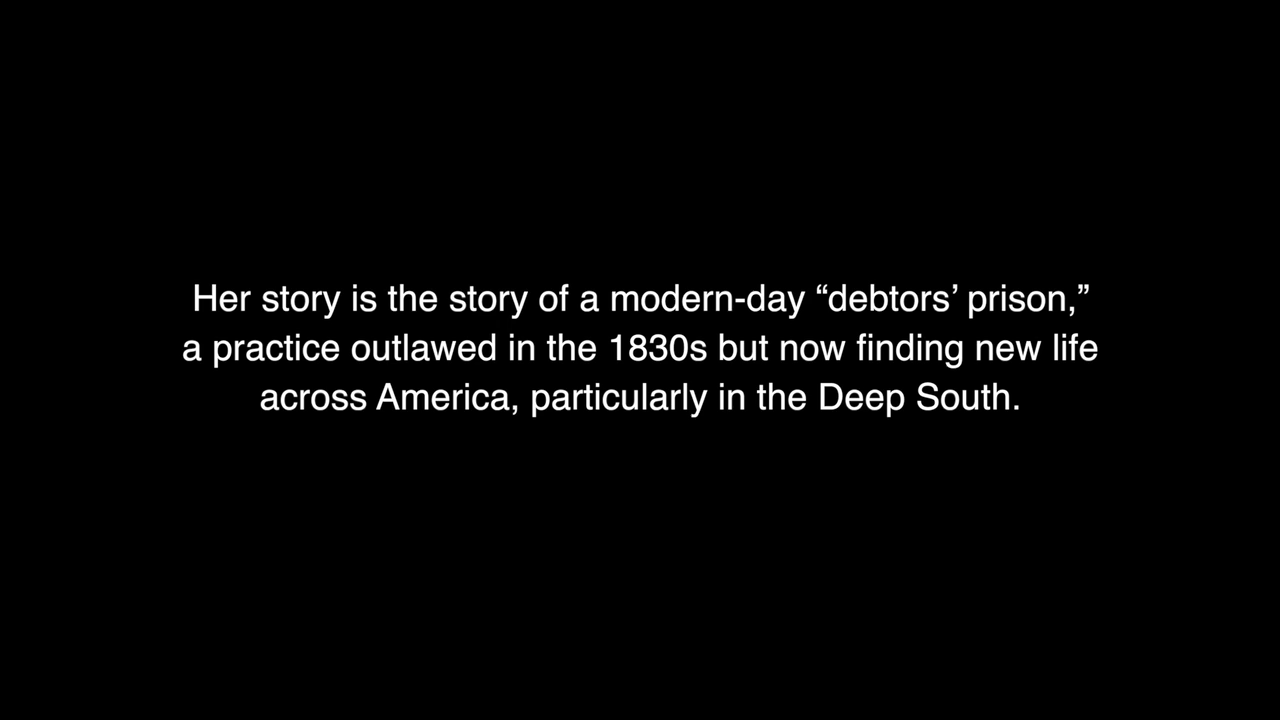 Her story is the story of a modern-day “debtors’ prison,”
a practice outlawed in the 1830s but now finding new life
across America, particularly in the Deep South.